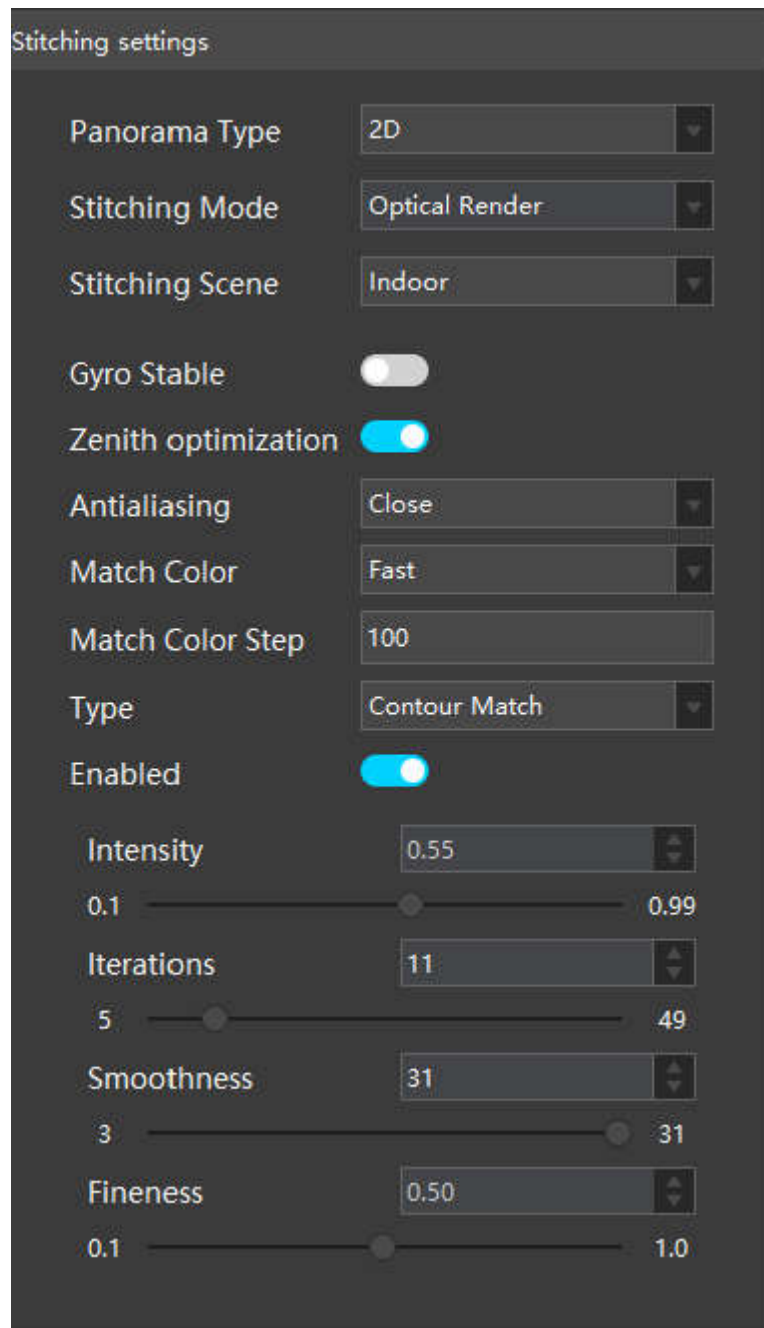 Stitching settings
Panorama Type 2D
Stitching Mode Optical Render
Stitching Scene Indoor
Gyro Stable
Zenith optimization
Antialiasing Close
Match Color Fast
Match Color Step 100
Type Contour Match
Enabled
Intensity 0.55
0.1 0.99
Iterations 11
5 49
Smoothness 31
3 31
Fineness 0.50
0.1 1.0